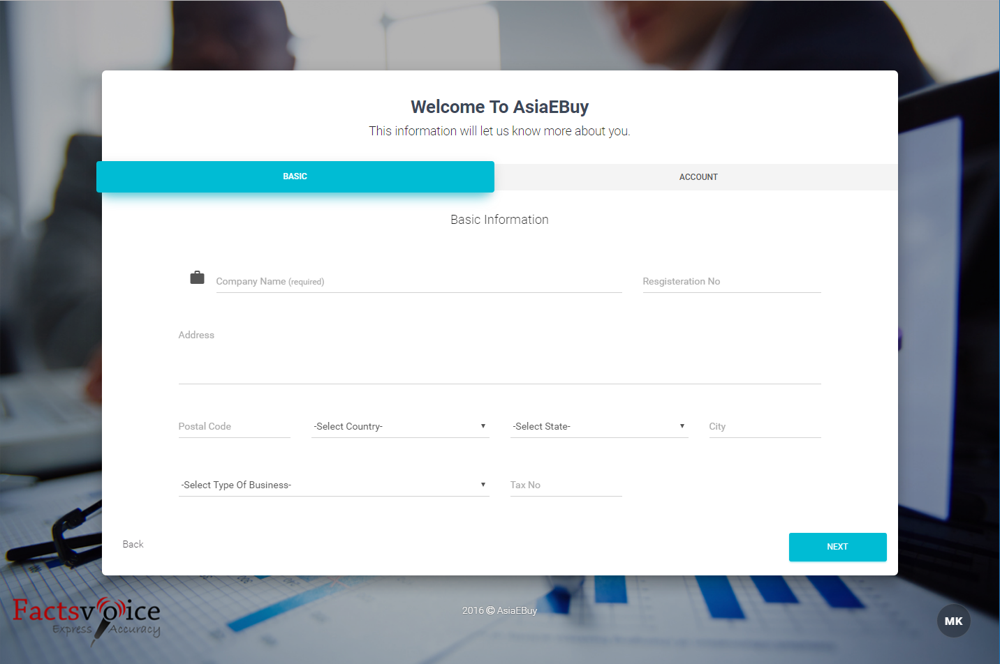 Welcome To AsiaEBuy
This information will let us know more about you.
BASIC
ACCOUNT
Basic Information
Company Name (required)
Resgisteration No
Address
Postal Code
-Select Country-
-Select State-
City
-Select Type Of Business-
Tax No
Back
NEXT
Factsvoice
Express Accuracy
2016 © AsiaEBuy
MK